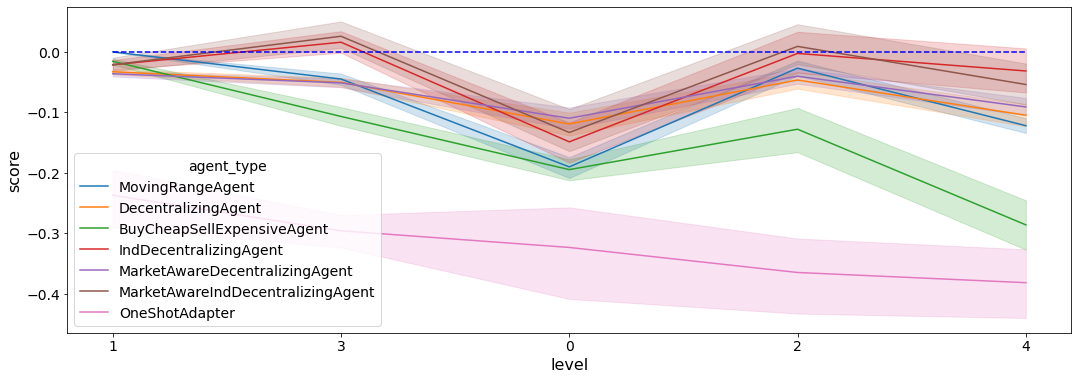 0.0
−0.1
−0.2
−0.3
−0.4
score
agent_type
MovingRangeAgent
DecentralizingAgent
BuyCheapSellExpensiveAgent
IndDecentralizingAgent
MarketAwareDecentralizingAgent
MarketAwareIndDecentralizingAgent
OneShotAdapter
1 3 0 2 4
level